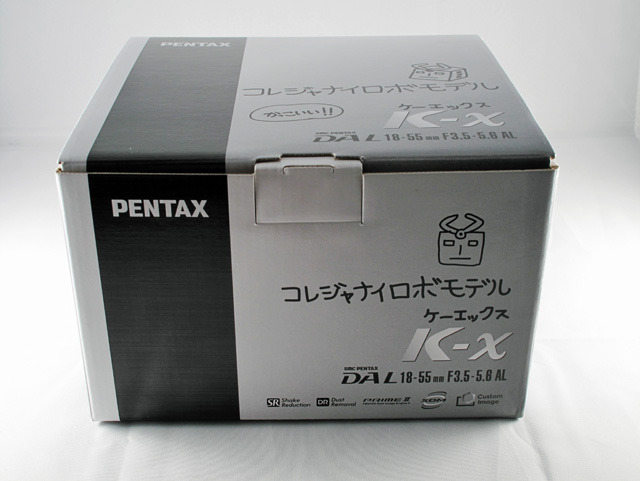 PENTAX
コレジャナイロボモデル
かっこいい!!
ケーエックス
K-x
smc PENTAX
DA L 18-55mm F3.5-5.6 AL
PENTAX
コレジャナイロボモデル
ケーエックス
K-x
smc PENTAX
DA L 18-55mm F3.5-5.6 AL
SR Shake Reduction DR Dust Removal PRIME II Custom Image